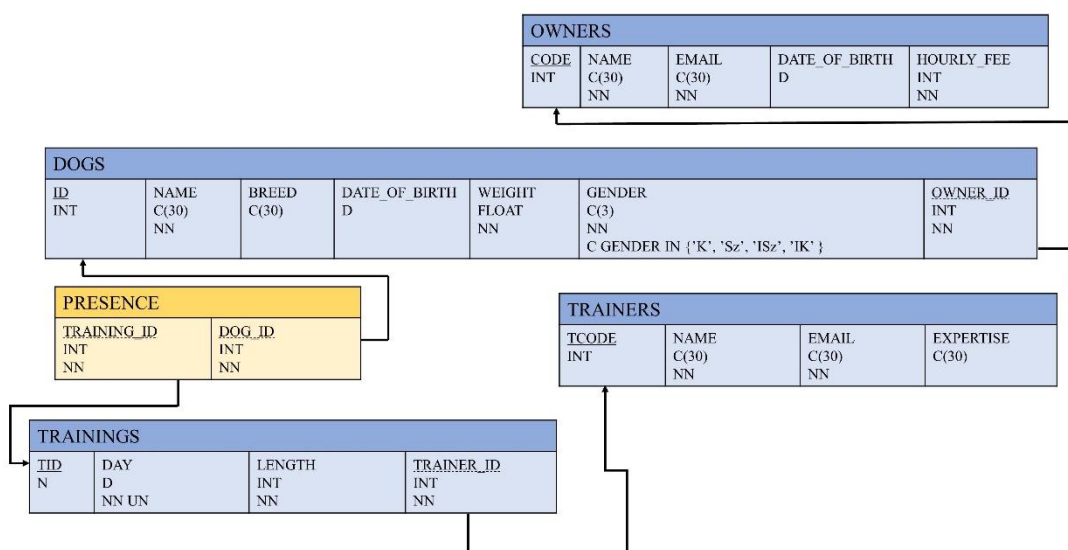 OWNERS
CODE NAME EMAIL DATE_OF_BIRTH HOURLY_FEE
INT C(30) C(30) D INT
NN NN NN
DOGS
ID NAME BREED DATE_OF_BIRTH WEIGHT GENDER OWNER_ID
INT C(30) C(30) D FLOAT C(3) INT
NN NN NN NN
C GENDER IN {'K', 'Sz', 'ISz', 'IK' }
PRESENCE
TRAINING_ID DOG_ID
INT INT
NN NN
TRAINERS
TCODE NAME EMAIL EXPERTISE
INT C(30) C(30) C(30)
NN NN
TRAININGS
TID DAY LENGTH TRAINER_ID
N D INT INT
NN UN NN NN